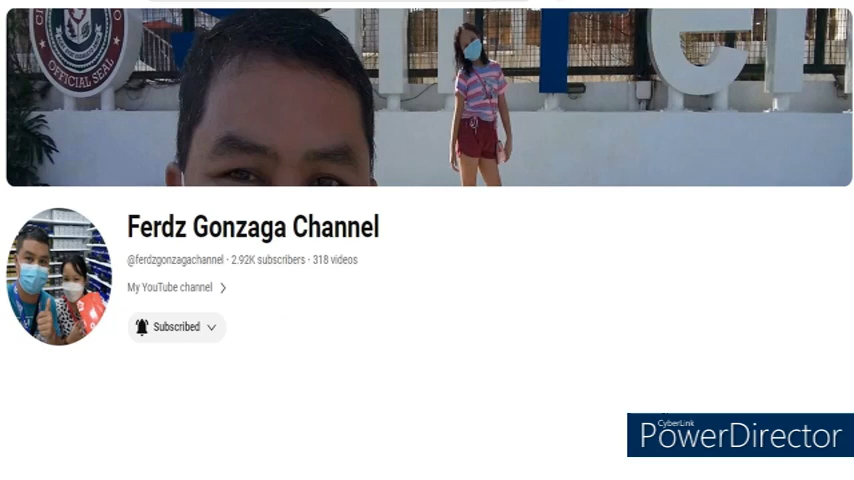 OFFICIAL SEAL
Ferdz Gonzaga Channel
@ferdzgonzagachannel · 2.92K subscribers · 318 videos
My YouTube channel
Subscribed
CyberLink
PowerDirector